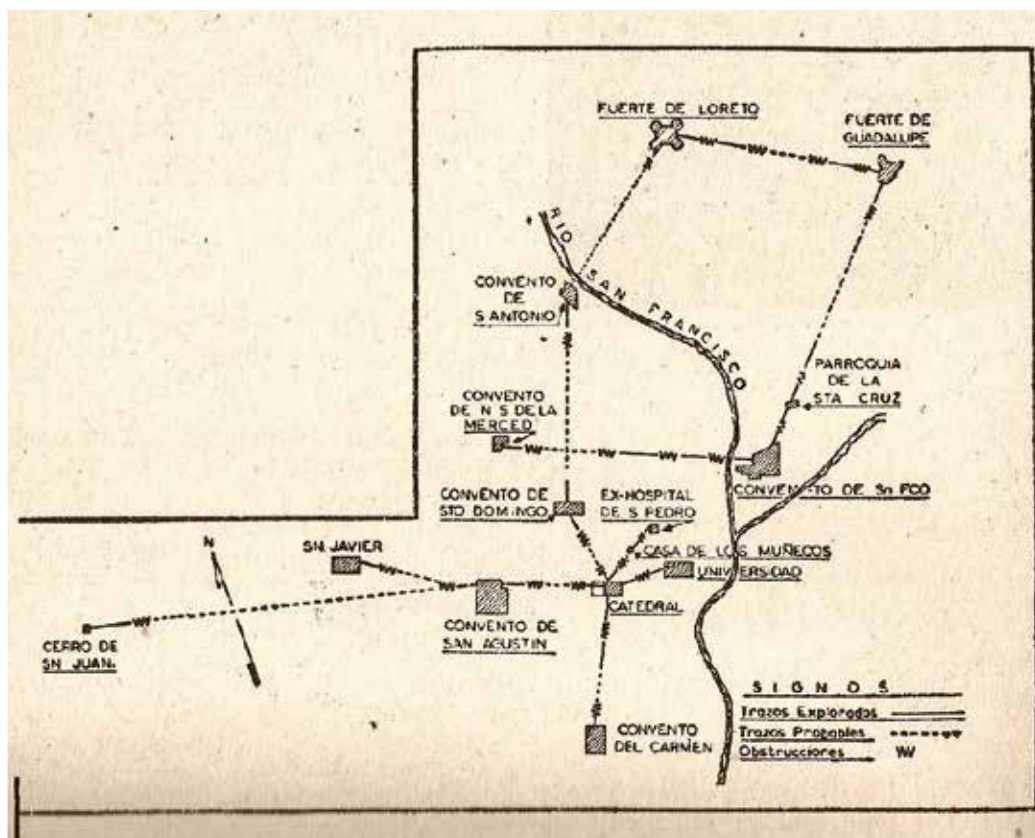 FUERTE DE LORETO
FUERTE DE
GUADALUPE
RIO SAN FRANCISCO
CONVENTO
DE
S ANTONIO
PARROQUIA
DE LA
STA CRUZ
CONVENTO
DE N S DE LA
MERCED
CONVENTO DE Sn FCO
CONVENTO DE
STO DOMINGO
EX-HOSPITAL
DE S PEDRO
CASA DE LOS MUÑECOS
UNIVERSIDAD
N
SN. JAVIER
CATEDRAL
CONVENTO DE
SAN AGUSTIN
CERRO DE
SN JUAN.
CONVENTO
DEL CARMEN
SIGNOS
Trazos Explorados
Trazos Probables
Obstrucciones